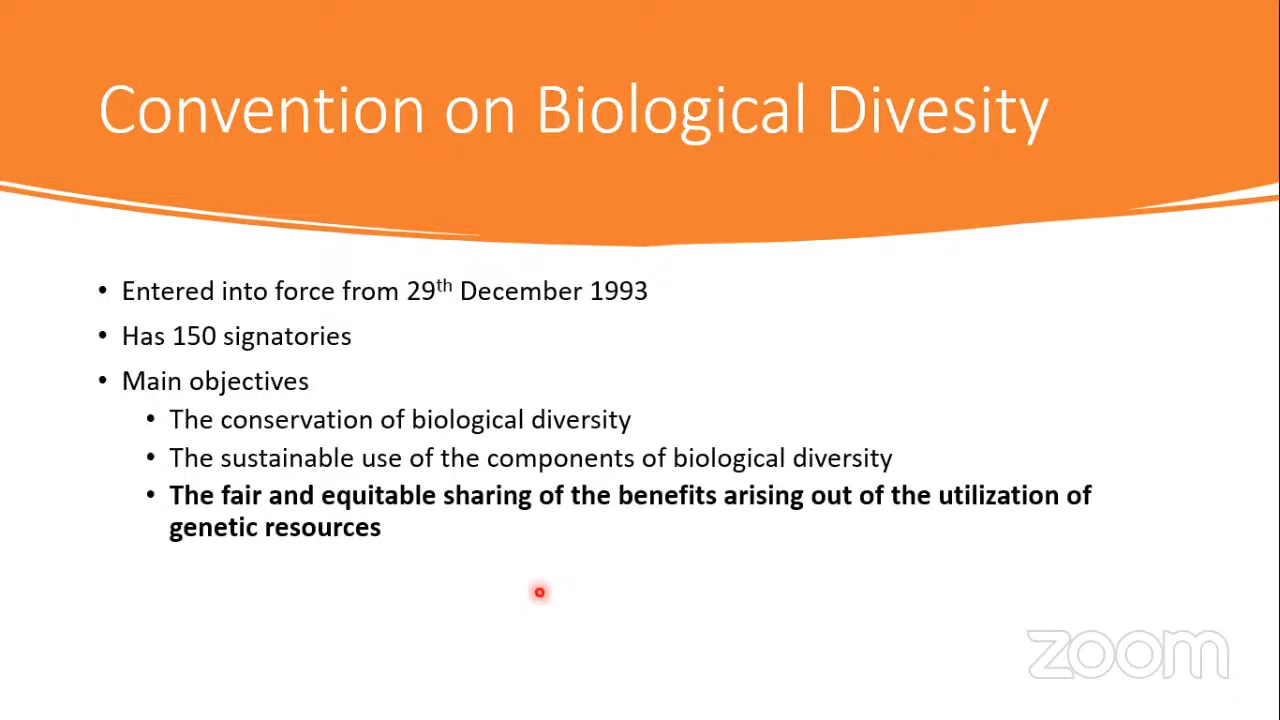 Convention on Biological Divesity
• Entered into force from 29th December 1993
• Has 150 signatories
• Main objectives
• The conservation of biological diversity
• The sustainable use of the components of biological diversity
• The fair and equitable sharing of the benefits arising out of the utilization of
genetic resources
zoom